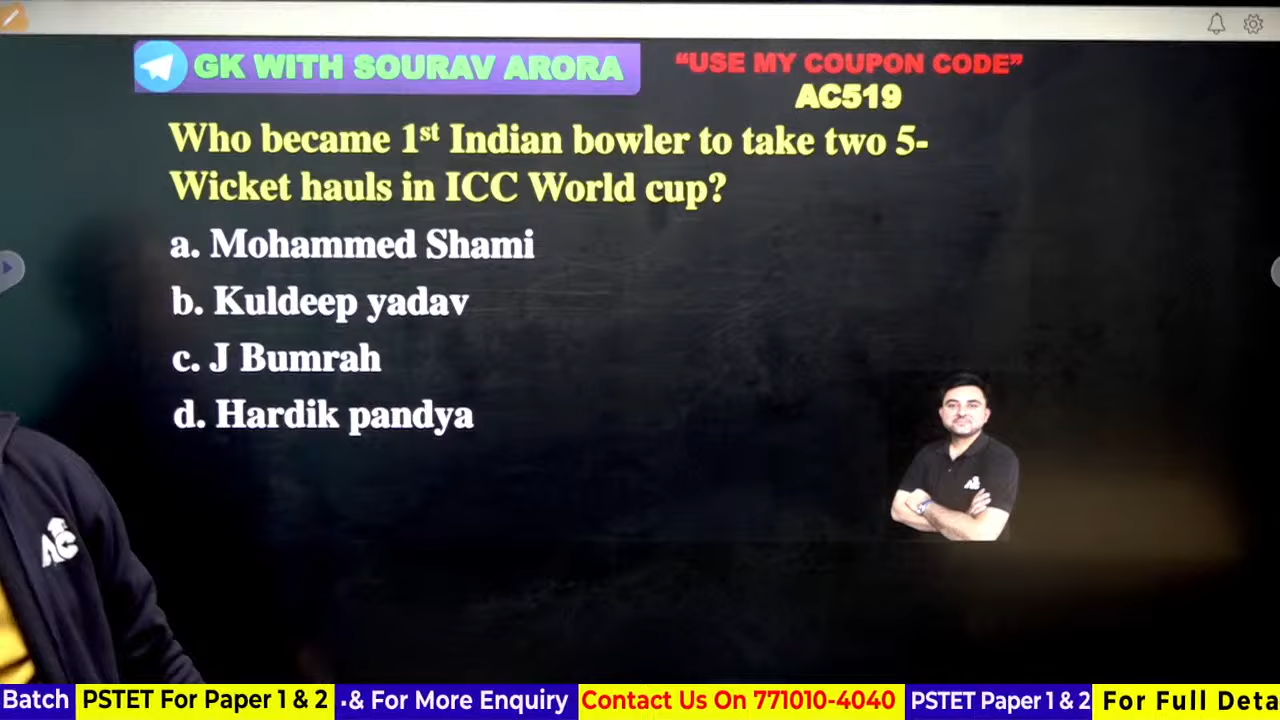 GK WITH SOURAV ARORA
“USE MY COUPON CODE”
AC519
Who became 1st Indian bowler to take two 5-
Wicket hauls in ICC World cup?
a. Mohammed Shami
b. Kuldeep yadav
c. J Bumrah
d. Hardik pandya
AC
AC
Batch PSTET For Paper 1 & 2 .& For More Enquiry Contact Us On 771010-4040 PSTET Paper 1 & 2 For Full Deta